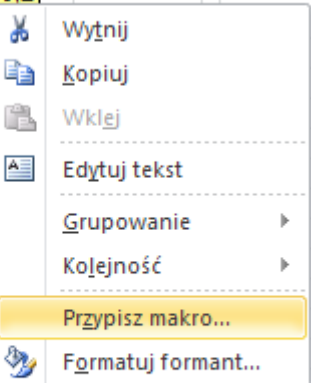 Wytnij
Kopiuj
Wklej
Edytuj tekst
Grupowanie
Kolejność
Przypisz makro...
Formatuj formant...